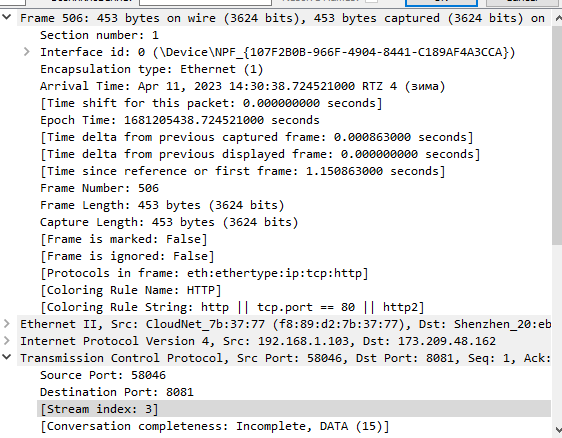 Frame 506: 453 bytes on wire (3624 bits), 453 bytes captured (3624 bits) on
Section number: 1
Interface id: 0 (\Device\NPF_{107F2B0B-966F-4904-8441-C189AF4A3CCA})
Encapsulation type: Ethernet (1)
Arrival Time: Apr 11, 2023 14:30:38.724521000 RTZ 4 (зима)
[Time shift for this packet: 0.000000000 seconds]
Epoch Time: 1681205438.724521000 seconds
[Time delta from previous captured frame: 0.000863000 seconds]
[Time delta from previous displayed frame: 0.000000000 seconds]
[Time since reference or first frame: 1.150863000 seconds]
Frame Number: 506
Frame Length: 453 bytes (3624 bits)
Capture Length: 453 bytes (3624 bits)
[Frame is marked: False]
[Frame is ignored: False]
[Protocols in frame: eth:ethertype:ip:tcp:http]
[Coloring Rule Name: HTTP]
[Coloring Rule String: http || tcp.port == 80 || http2]
Ethernet II, Src: CloudNet_7b:37:77 (f8:89:d2:7b:37:77), Dst: Shenzhen_20:eb
Internet Protocol Version 4, Src: 192.168.1.103, Dst: 173.209.48.162
Transmission Control Protocol, Src Port: 58046, Dst Port: 8081, Seq: 1, Ack:
Source Port: 58046
Destination Port: 8081
[Stream index: 3]
[Conversation completeness: Incomplete, DATA (15)]